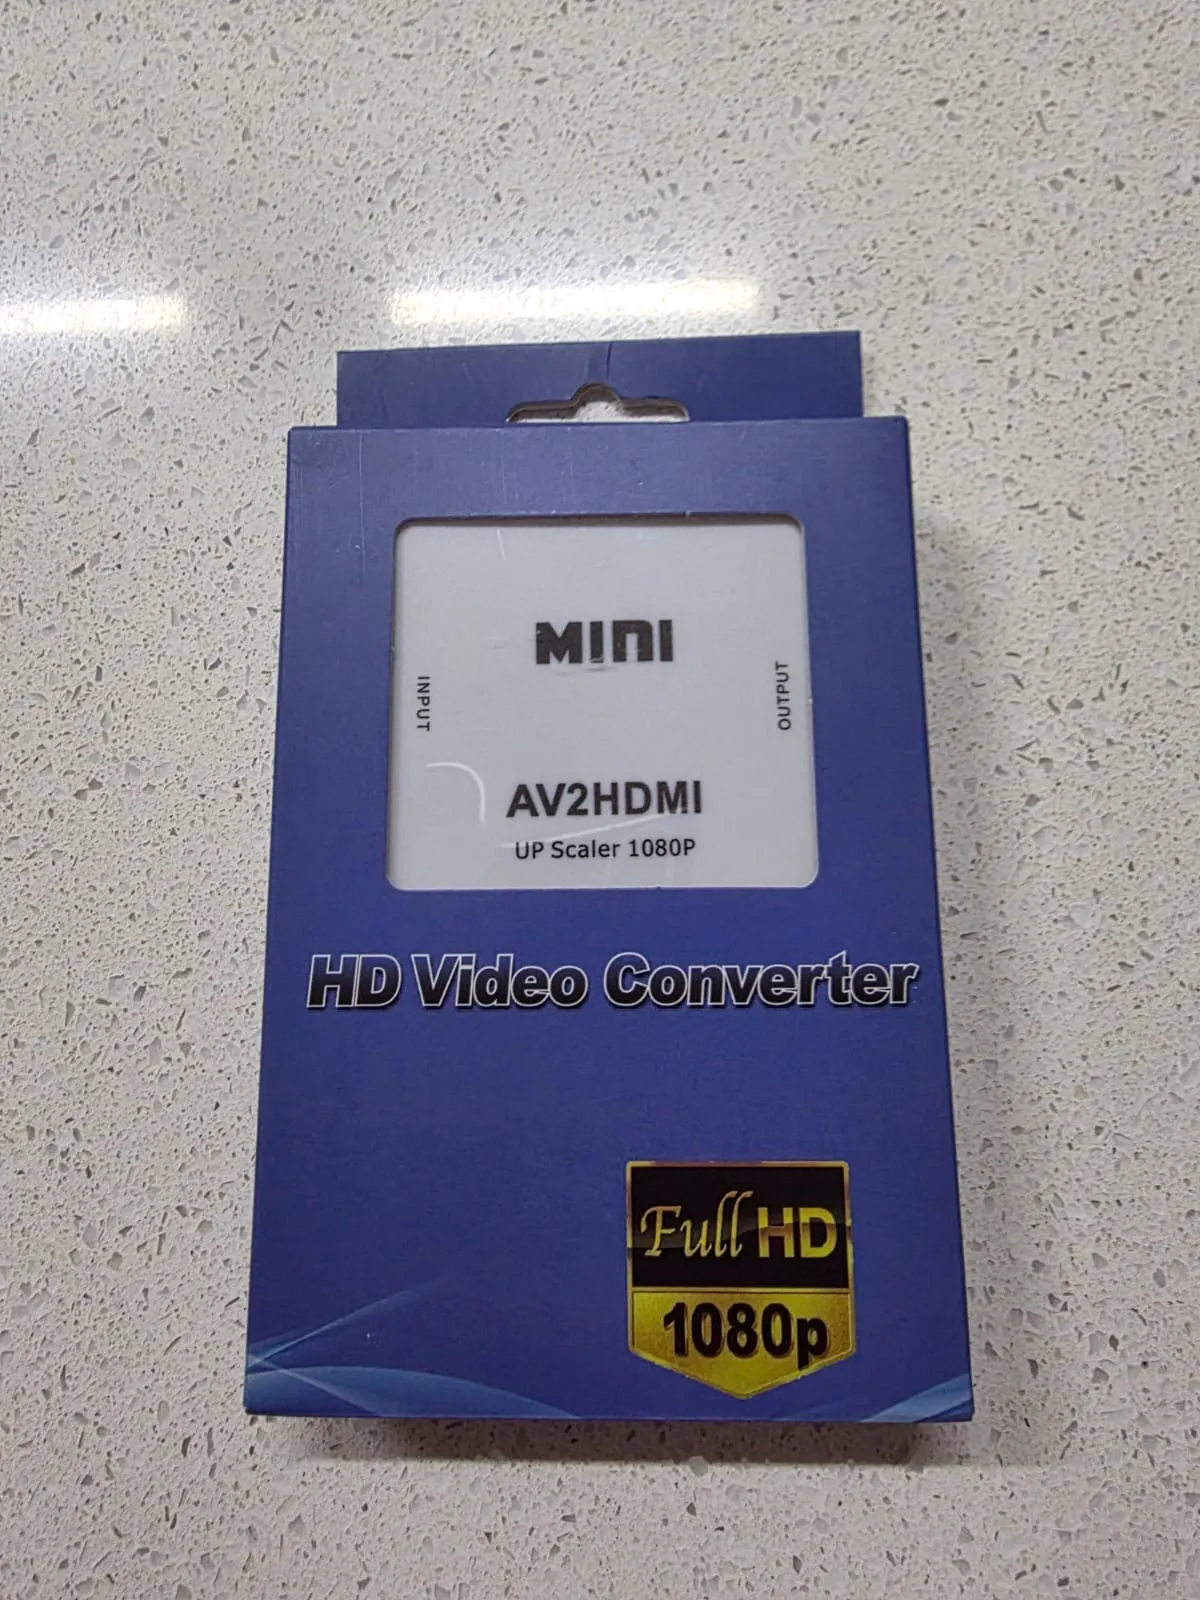 MINI
INPUT
OUTPUT
AV2HDMI
UP Scaler 1080P
HD Video Converter
Full HD
1080p